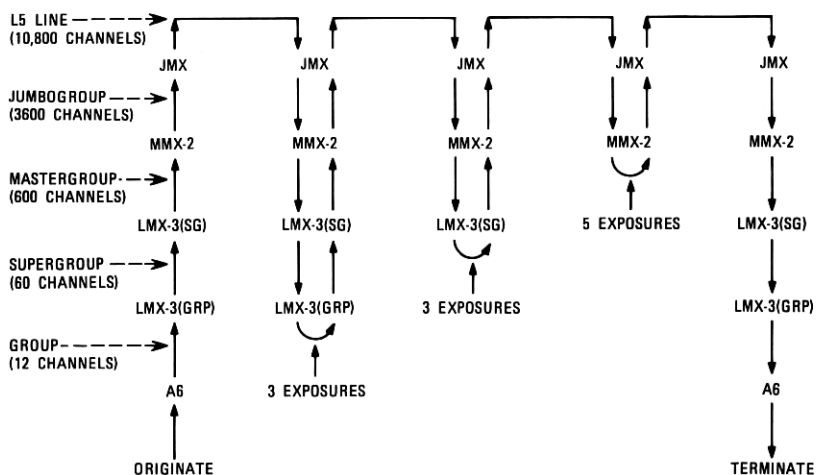 L5 LINE
(10,800 CHANNELS)
JMX JMX JMX JMX JMX
JUMBOGROUP
(3600 CHANNELS)
MMX-2 MMX-2 MMX-2 MMX-2 MMX-2
MASTERGROUP
(600 CHANNELS)
LMX-3(SG) LMX-3(SG) LMX-3(SG) 5 EXPOSURES LMX-3(SG)
SUPERGROUP
(60 CHANNELS)
LMX-3(GRP) LMX-3(GRP) 3 EXPOSURES LMX-3(GRP)
GROUP
(12 CHANNELS)
A6 3 EXPOSURES A6
ORIGINATE TERMINATE